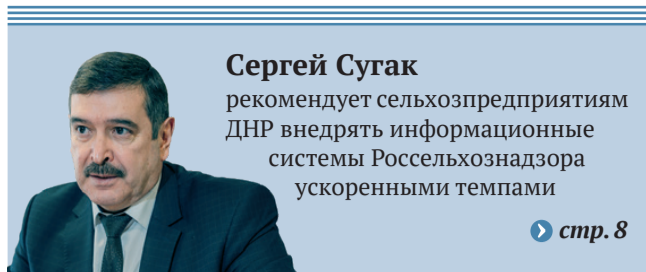 Сергей Сугак
рекомендует сельхозпредприятиям
ДНР внедрять информационные
системы Россельхознадзора
ускоренными темпами
стр. 8